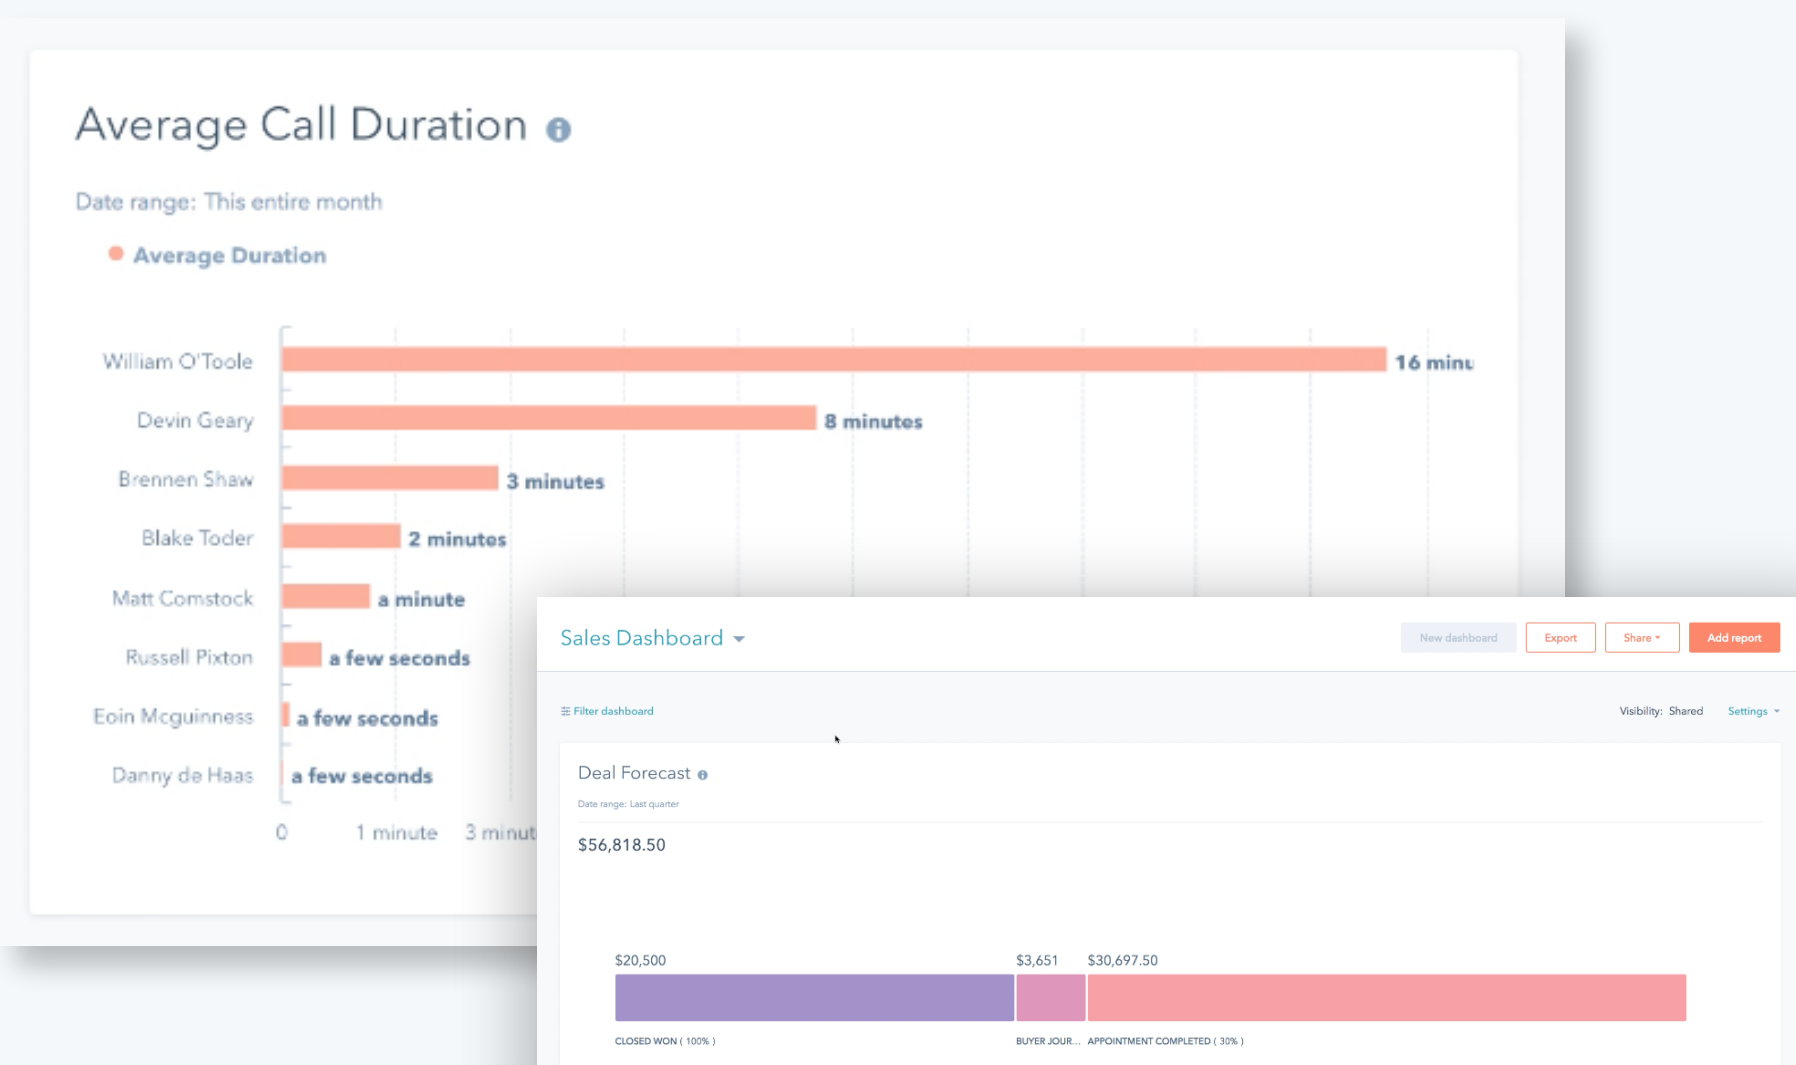 Average Call Duration
Date range: This entire month
Average Duration
William O'Toole 16 minu
Devin Geary 8 minutes
Brennen Shaw 3 minutes
Blake Toder 2 minutes
Matt Comstock a minute
Russell Pixton a few seconds
Eoin Mcguinness a few seconds
Danny de Haas a few seconds
0 1 minute 3 minut
Sales Dashboard
New dashboard Export Share Add report
Filter dashboard
Visibility: Shared Settings
Deal Forecast
Date range: Last quarter
$56,818.50
$20,500 $3,651 $30,697.50
CLOSED WON ( 100% ) BUYER JOUR... APPOINTMENT COMPLETED ( 30% )